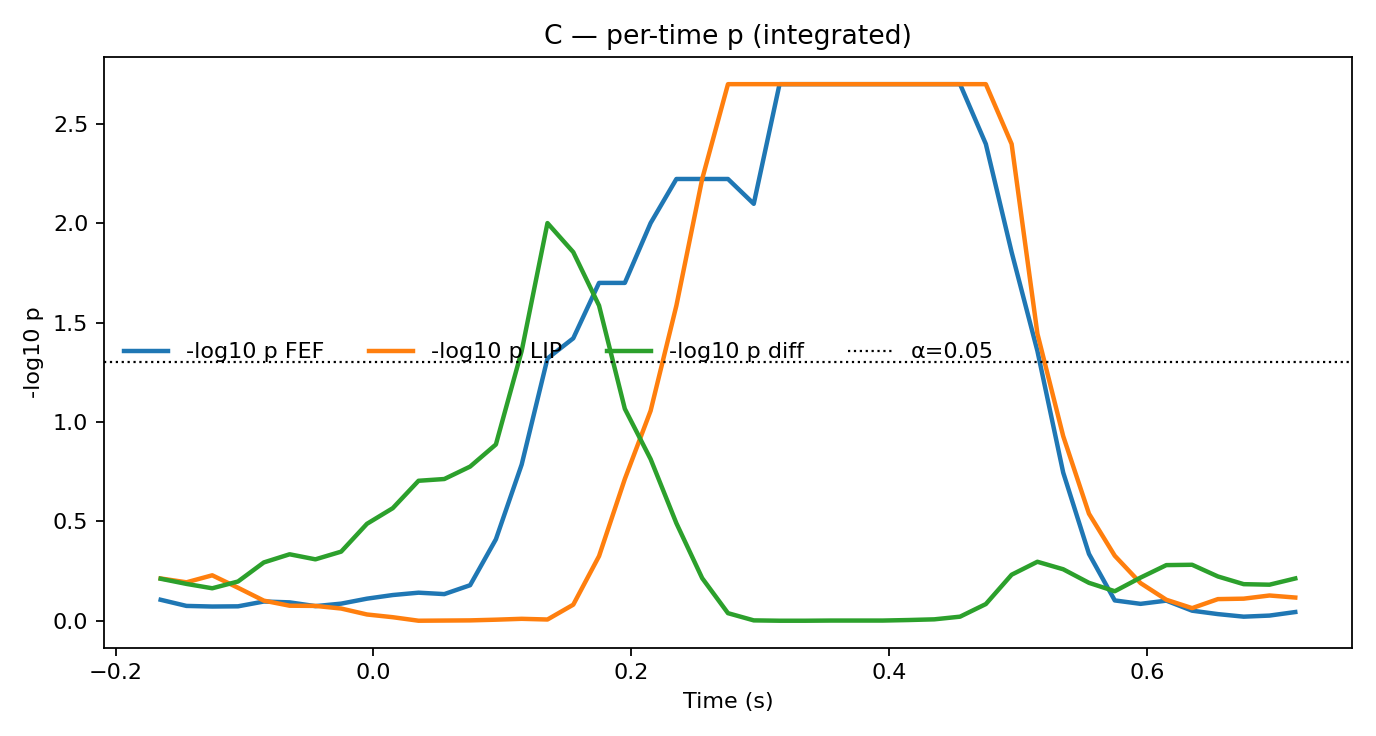 C — per-time p (integrated)
-log10 p
2.5
2.0
1.5
1.0
0.5
0.0
-log10 p FEF -log10 p LIP -log10 p diff α=0.05
−0.2 0.0 0.2 0.4 0.6
Time (s)